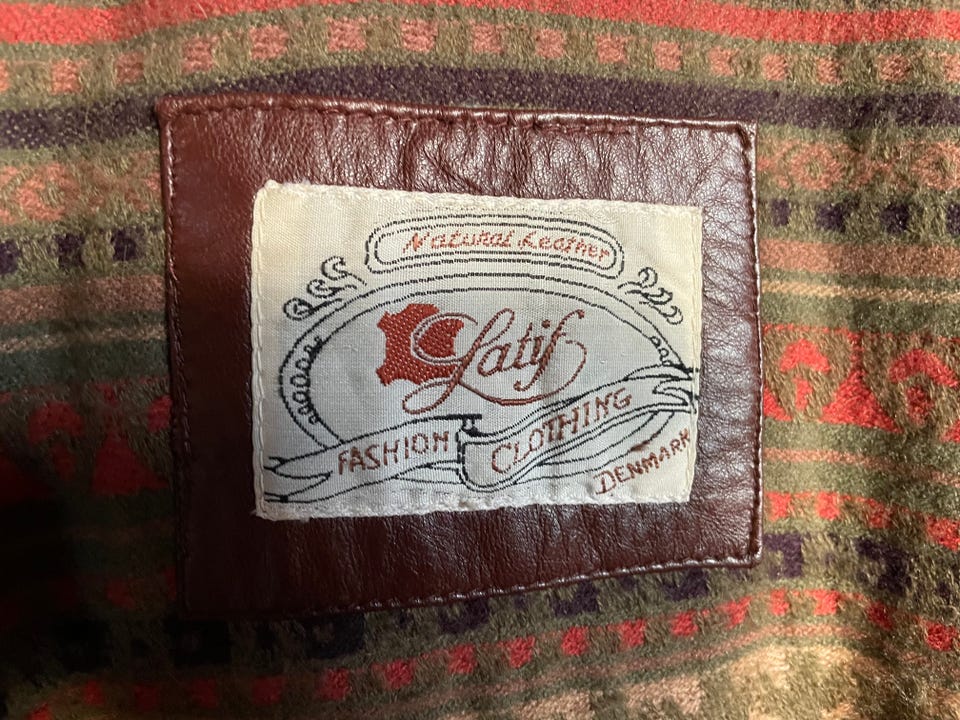 Natural Leather
Latif
FASHION CLOTHING
DENMARK